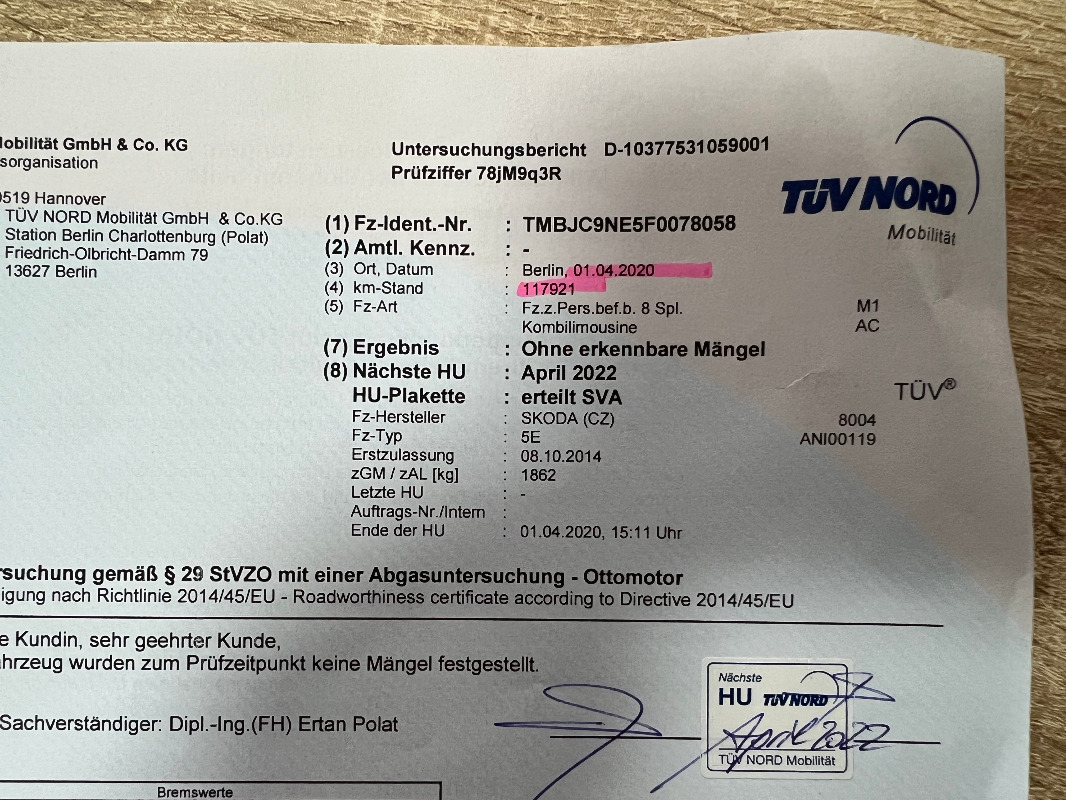 Mobilität GmbH & Co. KG
sorganisation
Untersuchungsbericht D-10377531059001
Prüfziffer 78jM9q3R
TÜV NORD
Mobilität
0519 Hannover
TÜV NORD Mobilität GmbH & Co.KG
Station Berlin Charlottenburg (Polat)
Friedrich-Olbricht-Damm 79
13627 Berlin
(1) Fz-Ident.-Nr. : TMBJC9NE5F0078058
(2) Amtl. Kennz. : -
(3) Ort, Datum : Berlin, 01.04.2020
(4) km-Stand : 117921
(5) Fz-Art : Fz.z.Pers.bef.b. 8 Spl. M1
Kombilimousine AC
(7) Ergebnis : Ohne erkennbare Mängel
(8) Nächste HU : April 2022
HU-Plakette : erteilt SVA
TÜV®
Fz-Hersteller : SKODA (CZ) 8004
Fz-Typ : 5E ANI00119
Erstzulassung : 08.10.2014
zGM / zAL [kg] : 1862
Letzte HU : -
Auftrags-Nr./Intern :
Ende der HU : 01.04.2020, 15:11 Uhr
rsuchung gemäß § 29 StVZO mit einer Abgasuntersuchung - Ottomotor
igung nach Richtlinie 2014/45/EU - Roadworthiness certificate according to Directive 2014/45/EU
e Kundin, sehr geehrter Kunde,
ahrzeug wurden zum Prüfzeitpunkt keine Mängel festgestellt.
Sachverständiger: Dipl.-Ing.(FH) Ertan Polat
Nächste
HU TÜV NORD
April 2022
TÜV NORD Mobilität
Bremswerte